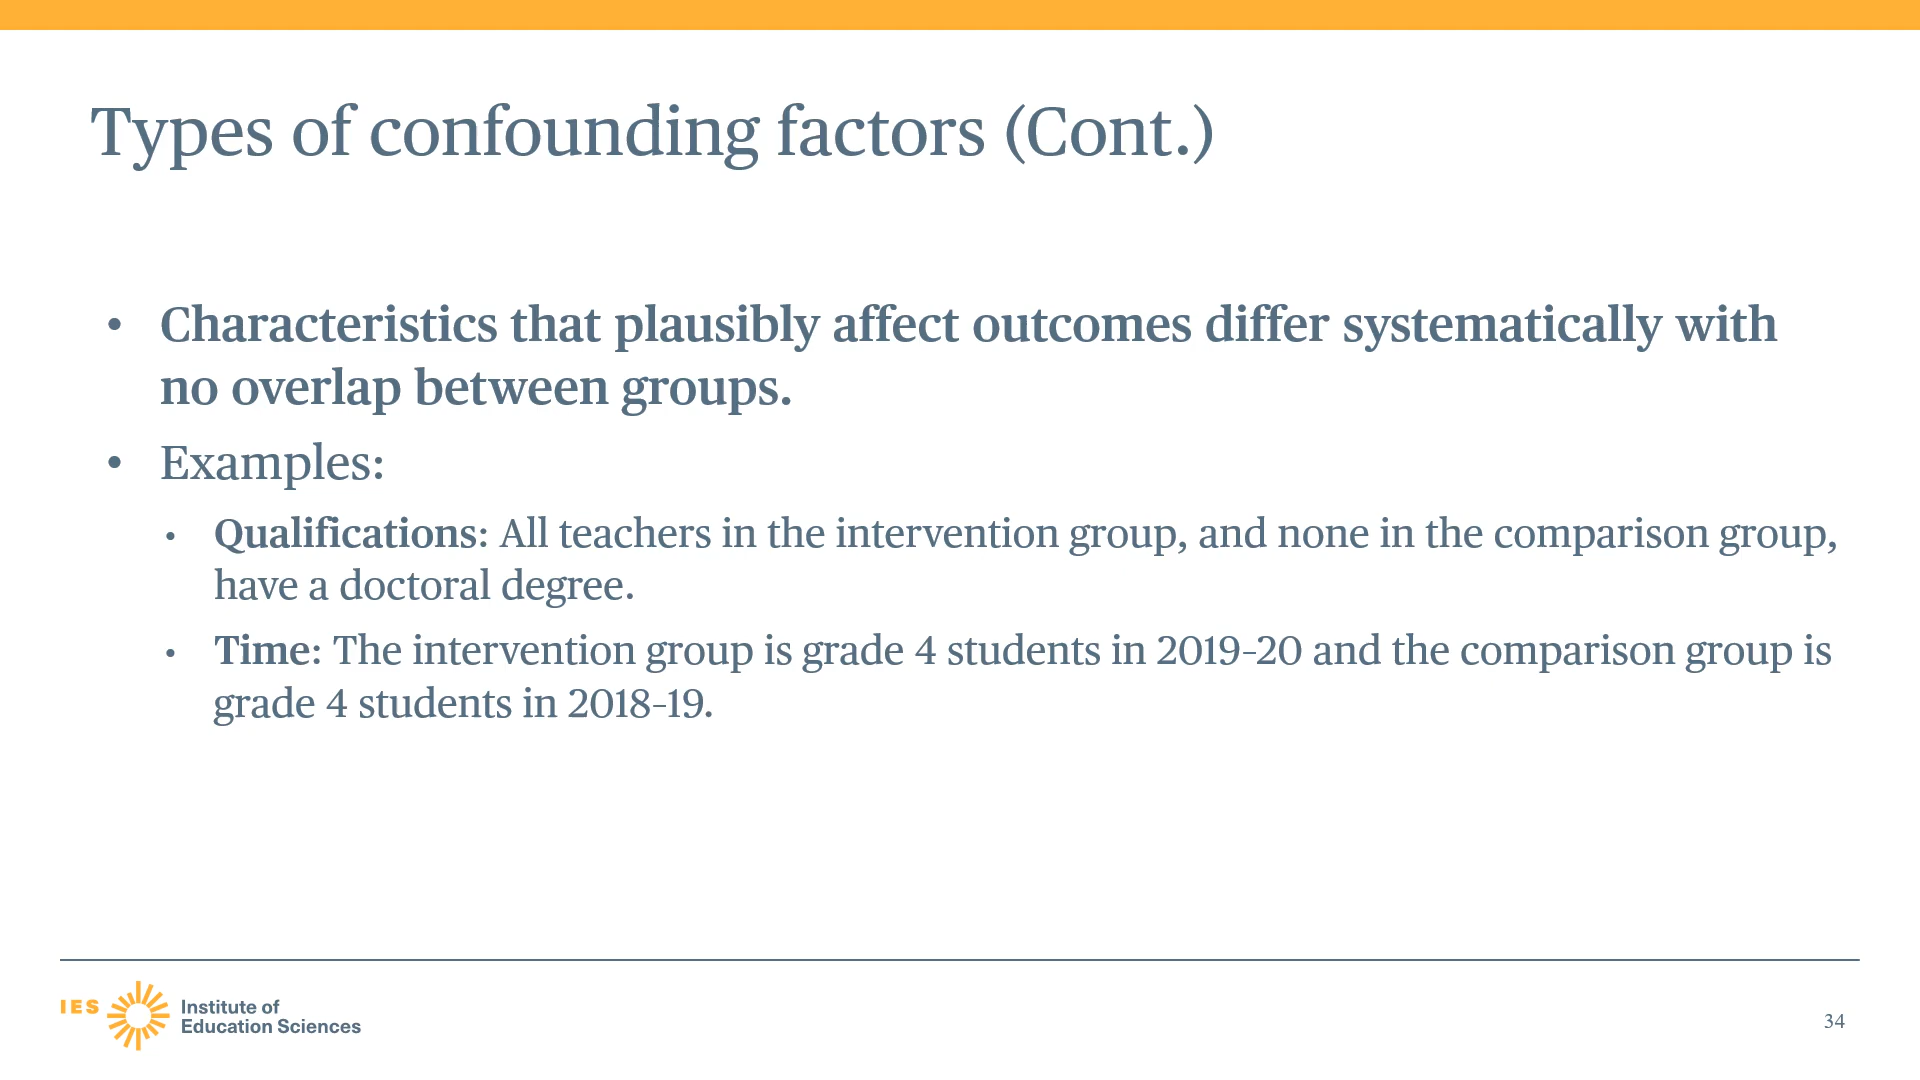 Types of confounding factors (Cont.)
• Characteristics that plausibly affect outcomes differ systematically with
no overlap between groups.
• Examples:
• Qualifications: All teachers in the intervention group, and none in the comparison group,
have a doctoral degree.
• Time: The intervention group is grade 4 students in 2019–20 and the comparison group is
grade 4 students in 2018–19.
IES
Institute of
Education Sciences
34